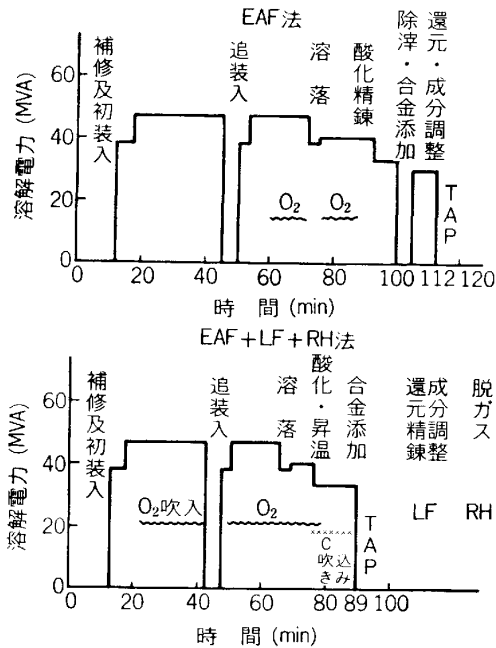 EAF法
補修及初装入
追装入
溶落
酸化精錬
除滓・合金添加
還元・成分調整
溶解電力 (MVA)
60
40
20
0
O₂
O₂
TAP
0
20
40
60
80
100
112
120
時 間 (min)
EAF+LF+RH法
補修及初装入
追装入
溶落
酸化・昇温
合金添加
還元精錬
成分調整
脱ガス
溶解電力 (MVA)
60
40
20
0
O₂吹入
O₂
C吹き込み
TAP
LF
RH
0
20
40
60
80
89
100
時 間 (min)